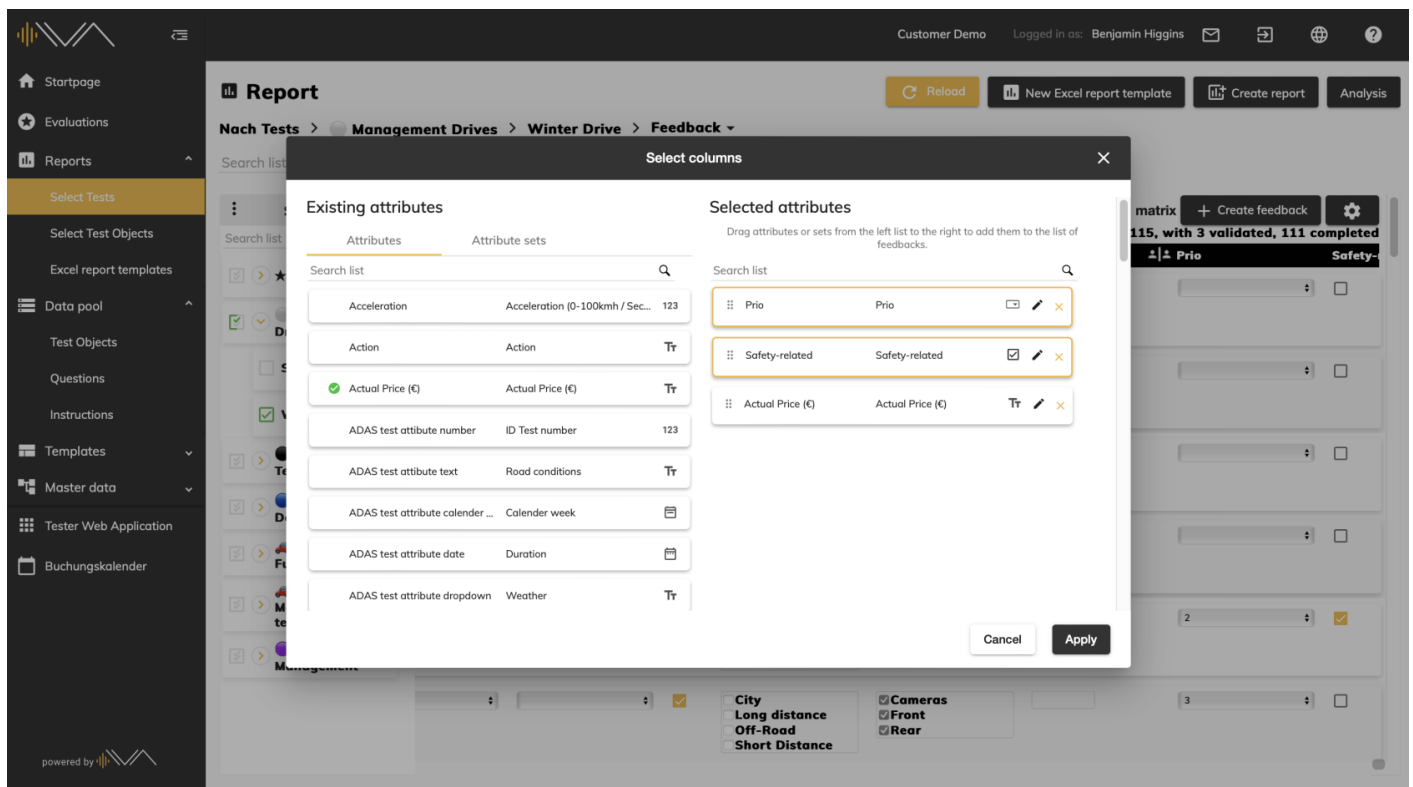 Customer Demo Logged in as: Benjamin Higgins
Startpage
Evaluations
Reports
Select Tests
Select Test Objects
Excel report templates
Data pool
Test Objects
Questions
Instructions
Templates
Master data
Tester Web Application
Buchungskalender
powered by
Report
Reload
New Excel report template
Create report
Analysis
Nach Tests > Management Drives > Winter Drive > Feedback
Search list
Search list
Management
matrix
Create feedback
115, with 3 validated, 111 completed
Prio
2
3
City
Long distance
Off-Road
Short Distance
Cameras
Front
Rear
Select columns
Existing attributes
Attributes Attribute sets
Search list
Acceleration Acceleration (0-100kmh / Sec... 123
Action Action Tт
Actual Price (€) Actual Price (€) Tт
ADAS test attibute number ID Test number 123
ADAS test attibute text Road conditions Tт
ADAS test attribute calender ... Calender week
ADAS test attribute date Duration
ADAS test attribute dropdown Weather Tт
Selected attributes
Drag attributes or sets from the left list to the right to add them to the list of
feedbacks.
Search list
Prio Prio
Safety-related Safety-related
Actual Price (€) Actual Price (€) Tт
Cancel
Apply